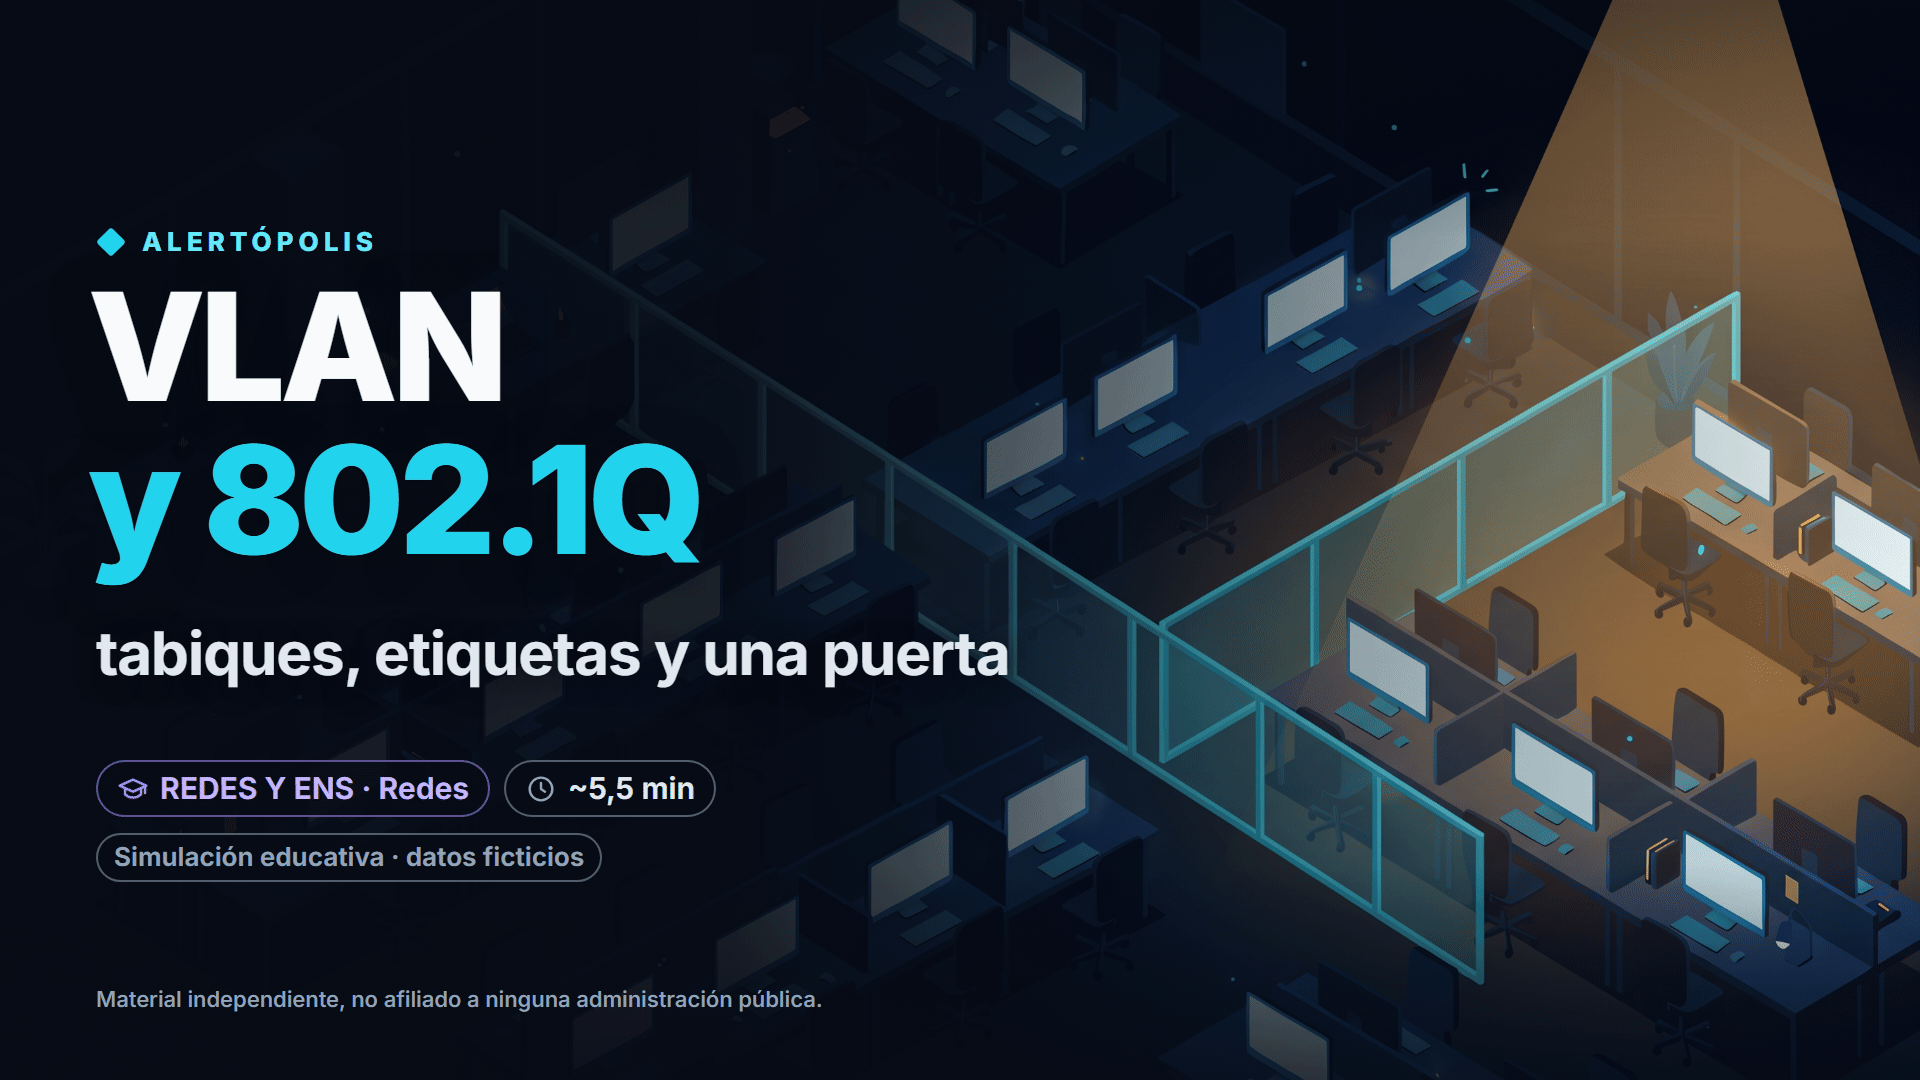 ALERTÓPOLIS
VLAN
y 802.1Q
tabiques, etiquetas y una puerta
REDES Y ENS · Redes
~5,5 min
Simulación educativa · datos ficticios
Material independiente, no afiliado a ninguna administración pública.